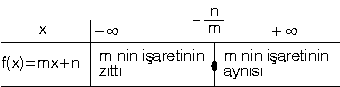 x −∞ −n/m +∞
f(x)=mx+n m nin işaretinin zıttı m nin işaretinin aynısı